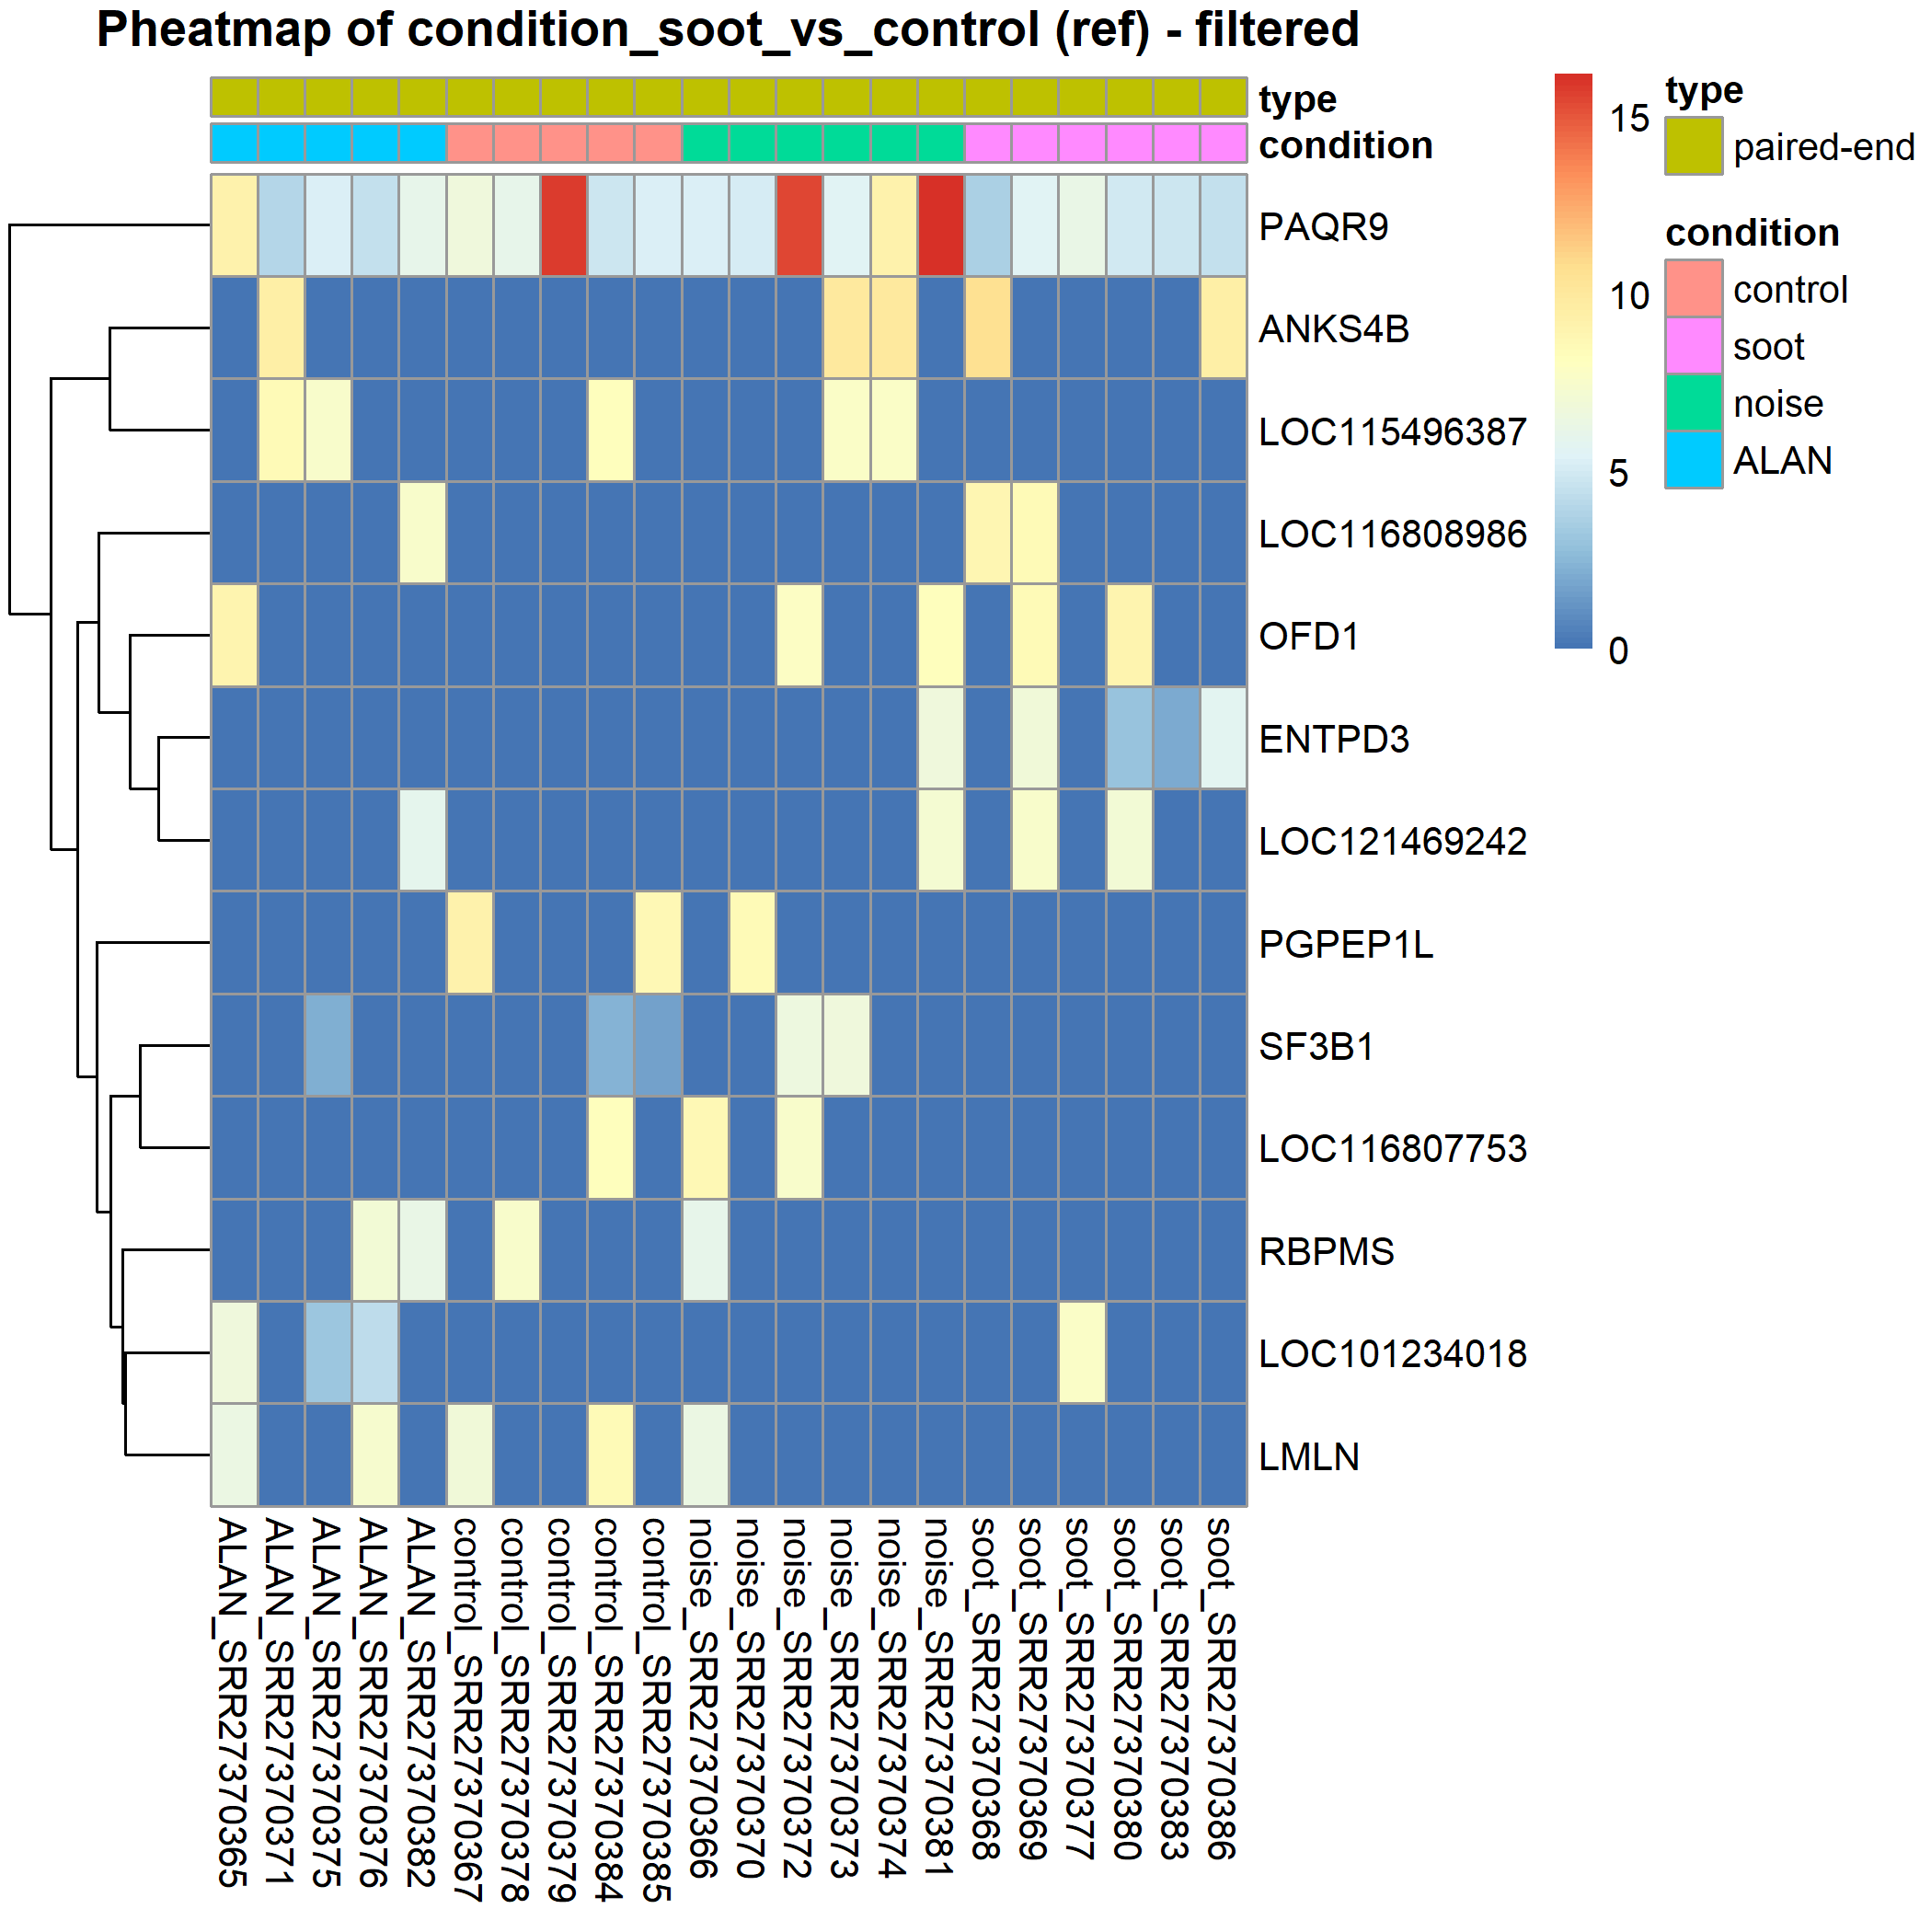 Pheatmap of condition_soot_vs_control (ref) - filtered
type
condition
PAQR9
ANKS4B
LOC115496387
LOC116808986
OFD1
ENTPD3
LOC121469242
PGPEP1L
SF3B1
LOC116807753
RBPMS
LOC101234018
LMLN
ALAN_SRR27370365
ALAN_SRR27370371
ALAN_SRR27370375
ALAN_SRR27370376
ALAN_SRR27370382
control_SRR27370367
control_SRR27370378
control_SRR27370379
control_SRR27370384
control_SRR27370385
noise_SRR27370366
noise_SRR27370370
noise_SRR27370372
noise_SRR27370373
noise_SRR27370374
noise_SRR27370381
soot_SRR27370368
soot_SRR27370369
soot_SRR27370377
soot_SRR27370380
soot_SRR27370383
soot_SRR27370386
15
10
5
0
type
paired-end
condition
control
soot
noise
ALAN